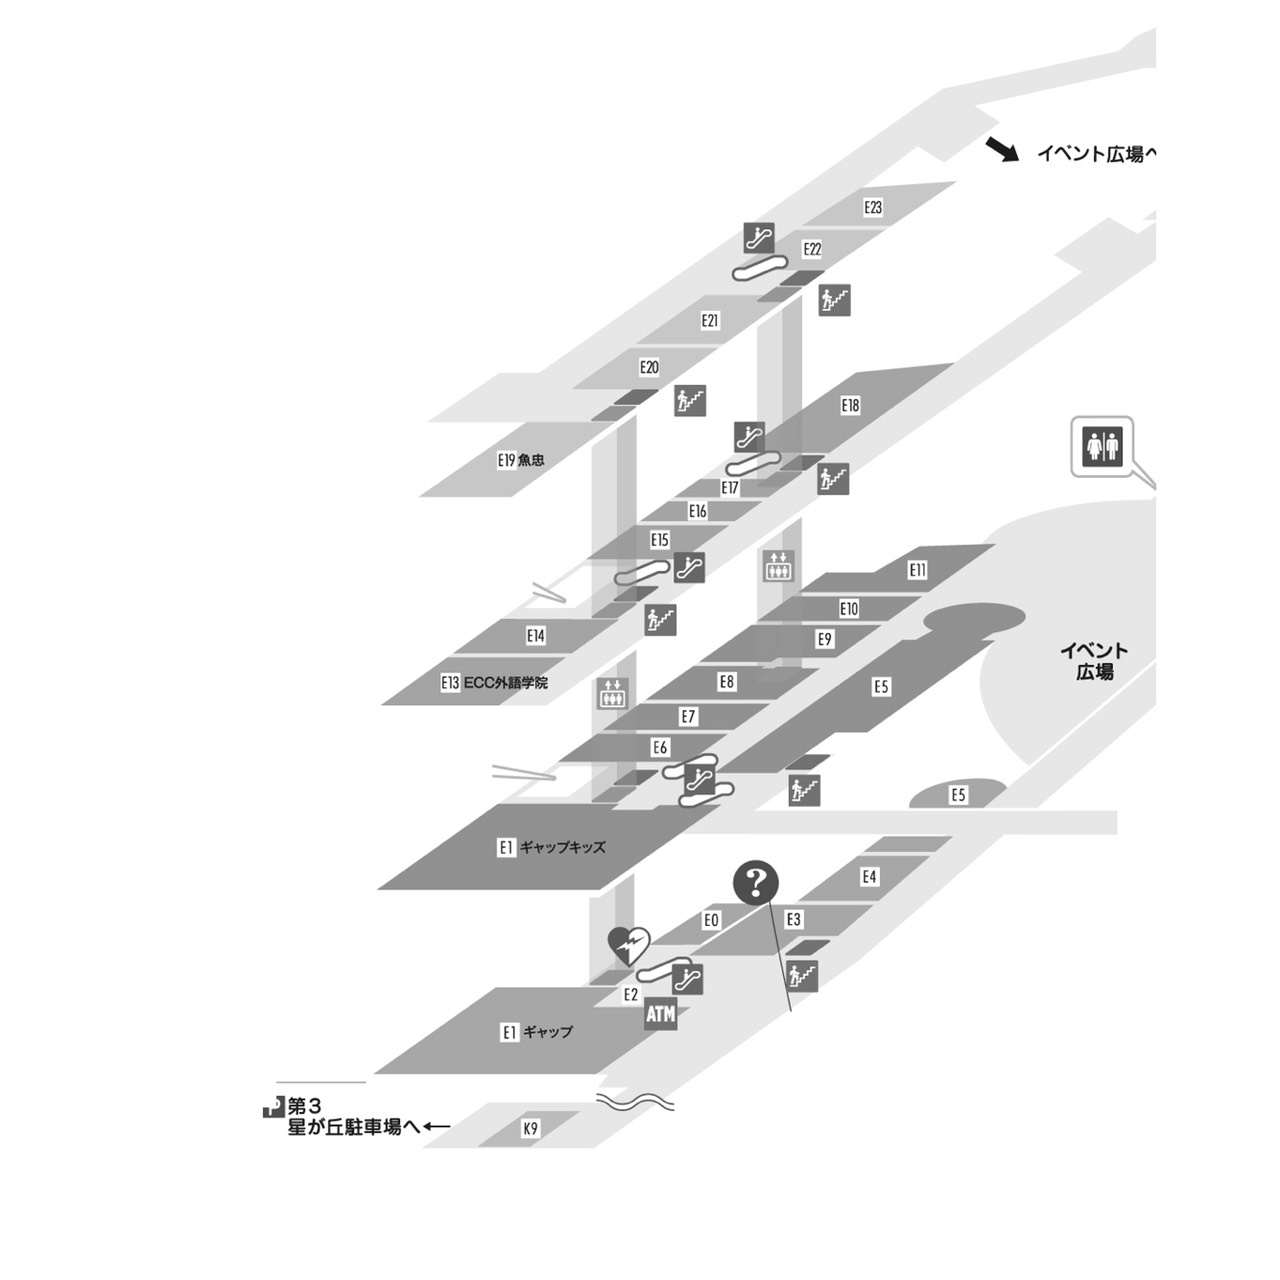 イベント広場へ
E23
E22
E21
E20
E19 魚忠
E18
E17
E16
E15
E14
E13 ECC外語学院
E11
E10
E9
E8
E7
E6
E5
イベント
広場
E5
E1 ギャップキッズ
?
E4
E3
E0
E2
ATM
E1 ギャップ
P 第3
星が丘駐車場へ←
K9